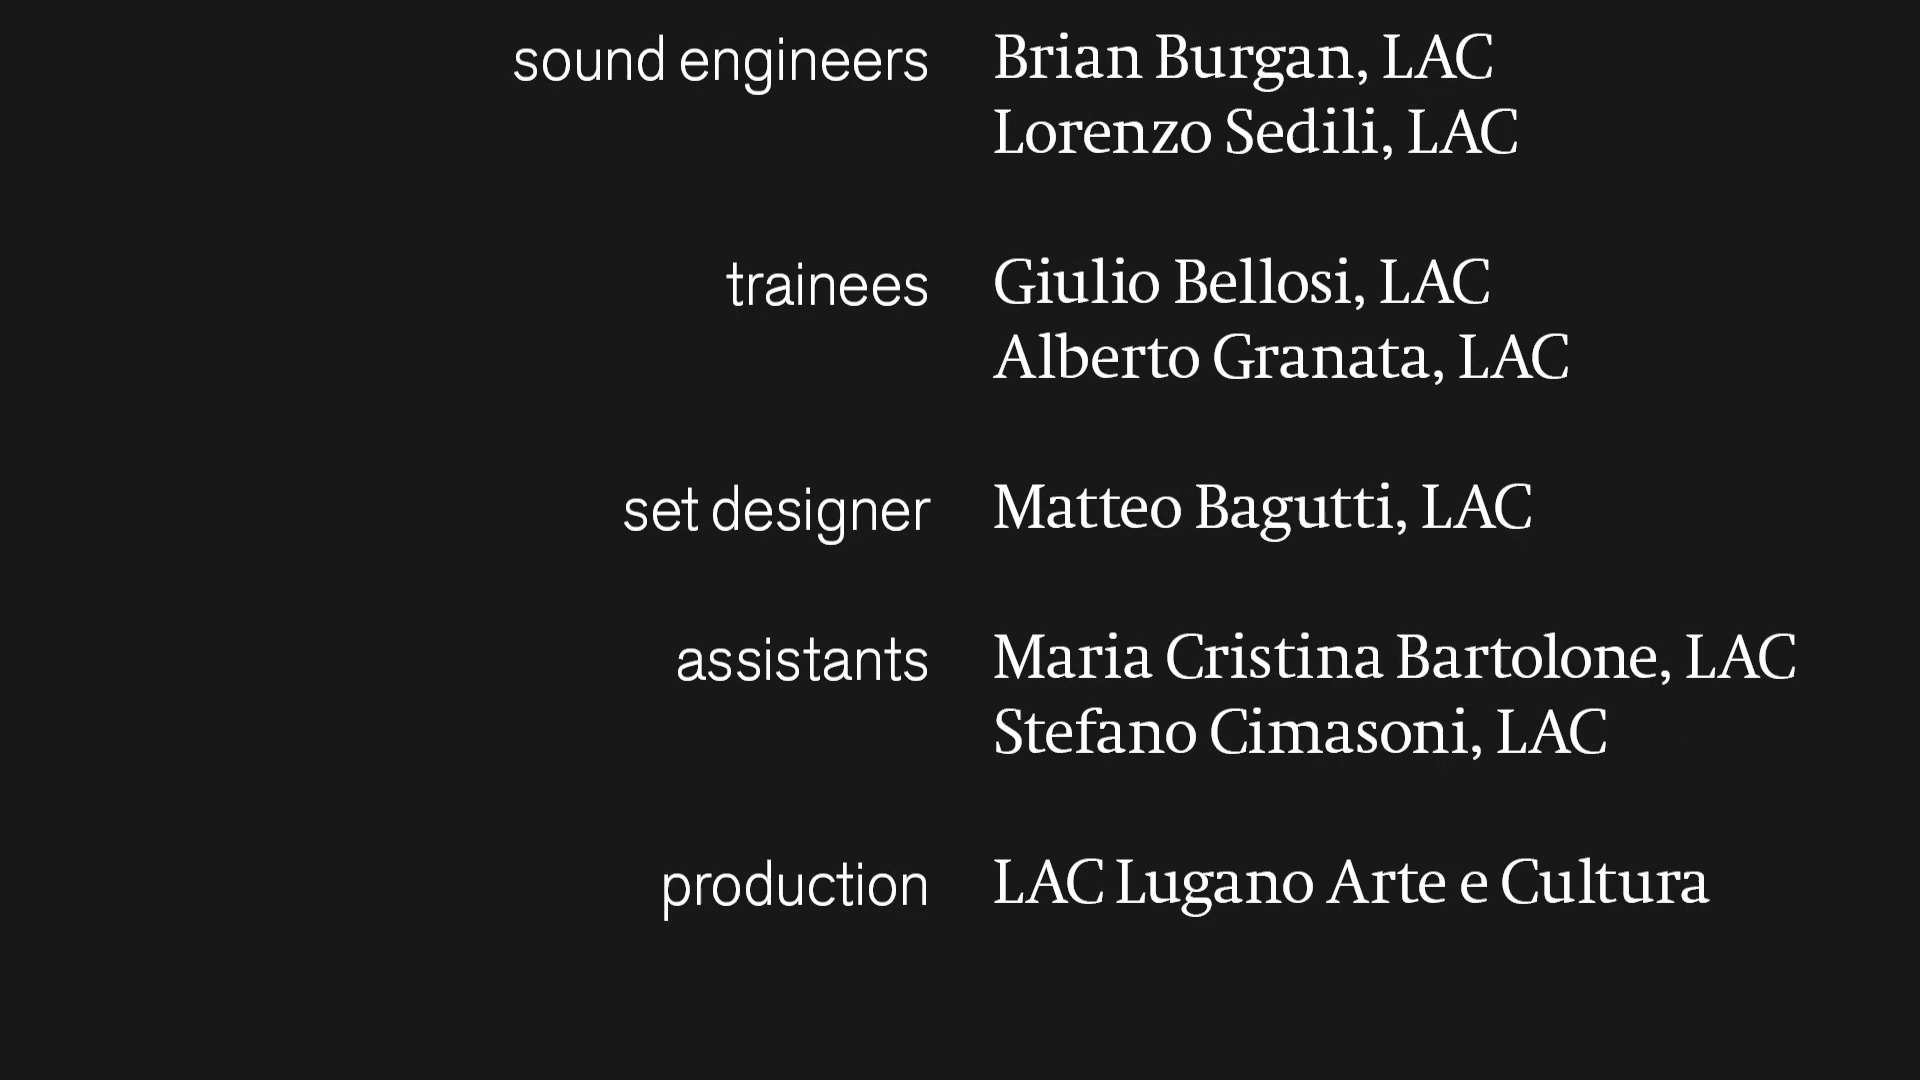 sound engineers Brian Burgan, LAC
Lorenzo Sedili, LAC
trainees Giulio Bellosi, LAC
Alberto Granata, LAC
set designer Matteo Bagutti, LAC
assistants Maria Cristina Bartolone, LAC
Stefano Cimasoni, LAC
production LAC Lugano Arte e Cultura